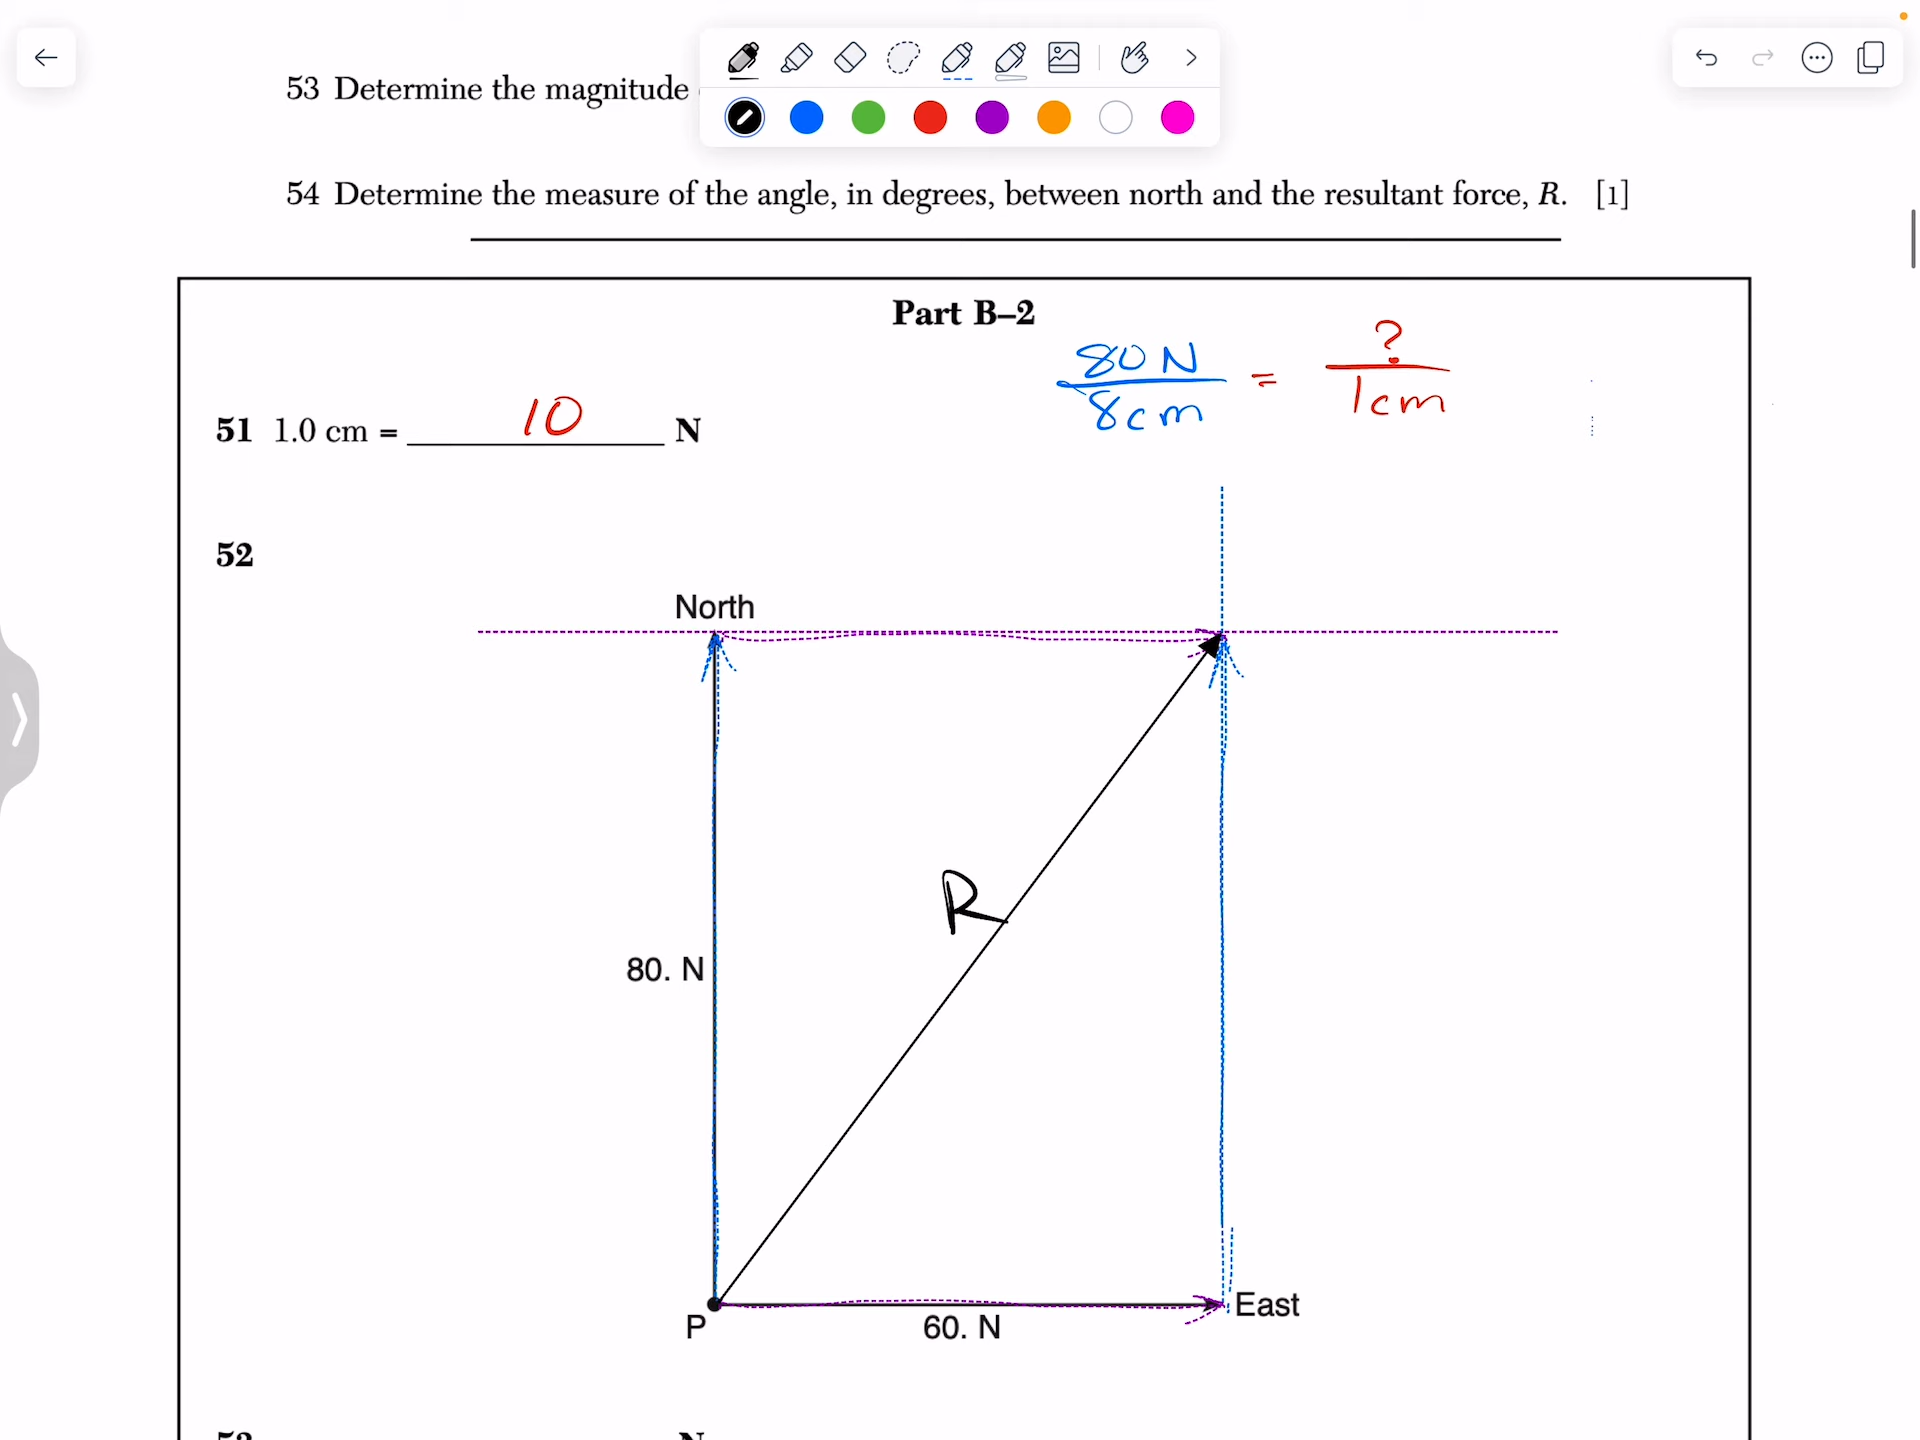 53 Determine the magnitude
54 Determine the measure of the angle, in degrees, between north and the resultant force, R. [1]
Part B–2
80 N / 8 cm = ? / 1 cm
51 1.0 cm = 10 N
52
North
R
80. N
P
60. N
East